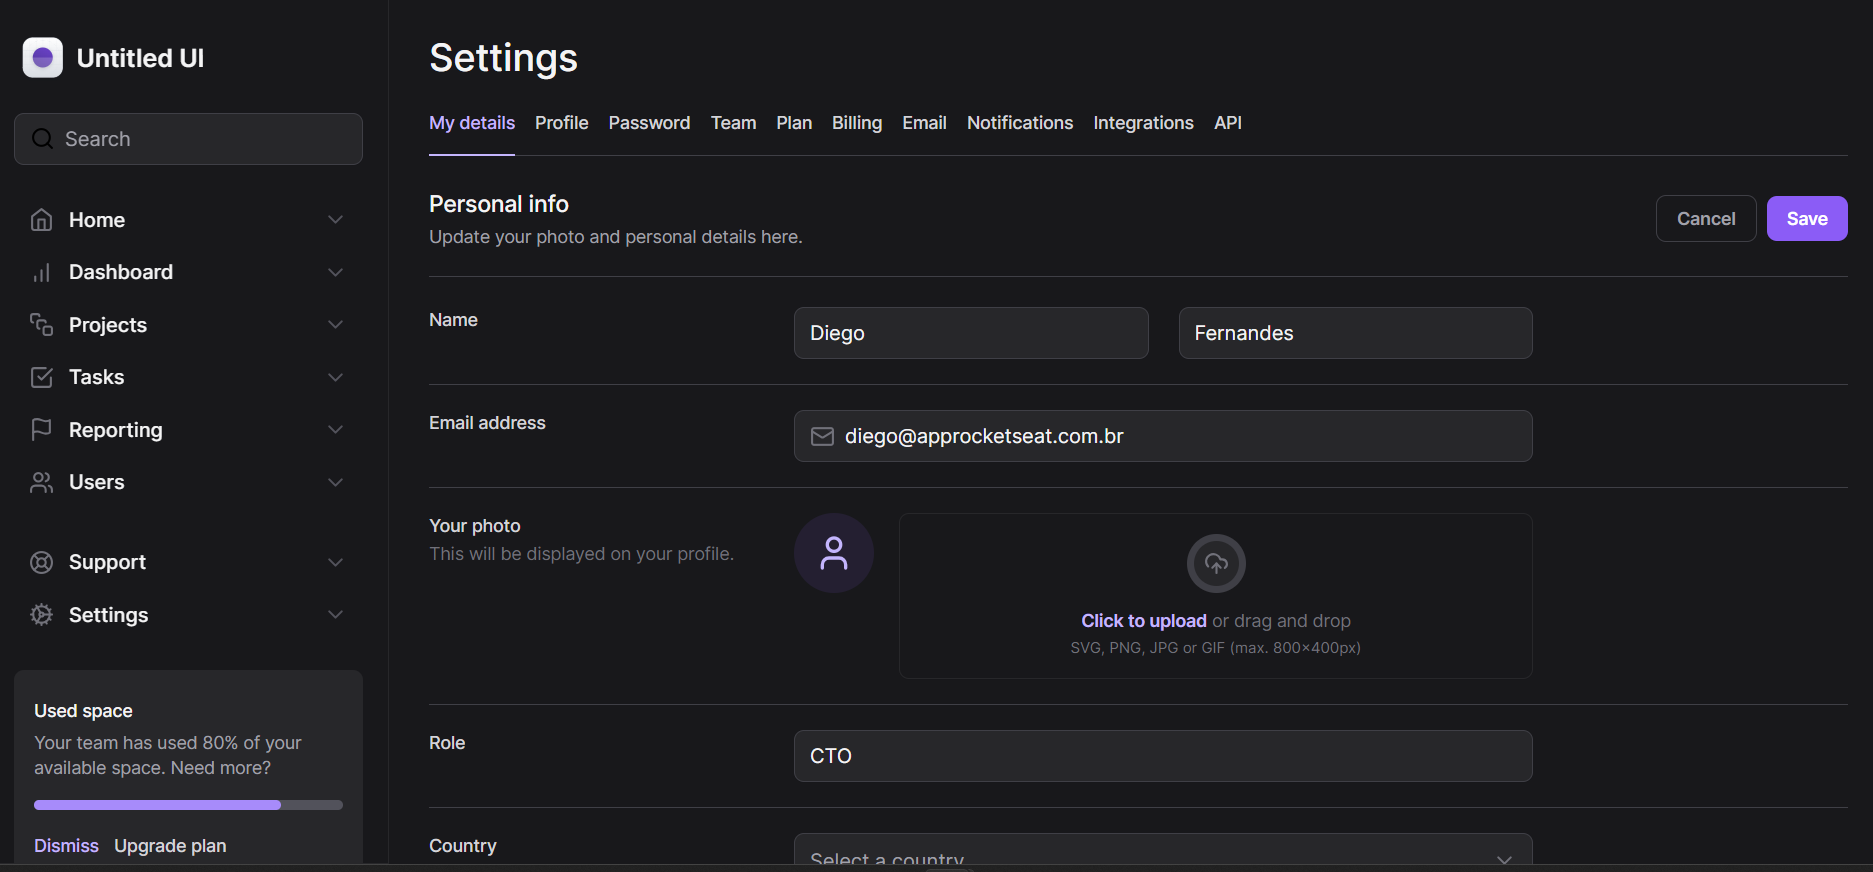 Untitled UI
Search
Home
Dashboard
Projects
Tasks
Reporting
Users
Support
Settings
Used space
Your team has used 80% of your
available space. Need more?
Dismiss Upgrade plan
Settings
My details Profile Password Team Plan Billing Email Notifications Integrations API
Personal info
Update your photo and personal details here.
Cancel Save
Name
Diego Fernandes
Email address
diego@approcketseat.com.br
Your photo
This will be displayed on your profile.
Click to upload or drag and drop
SVG, PNG, JPG or GIF (max. 800×400px)
Role
CTO
Country
Select a country